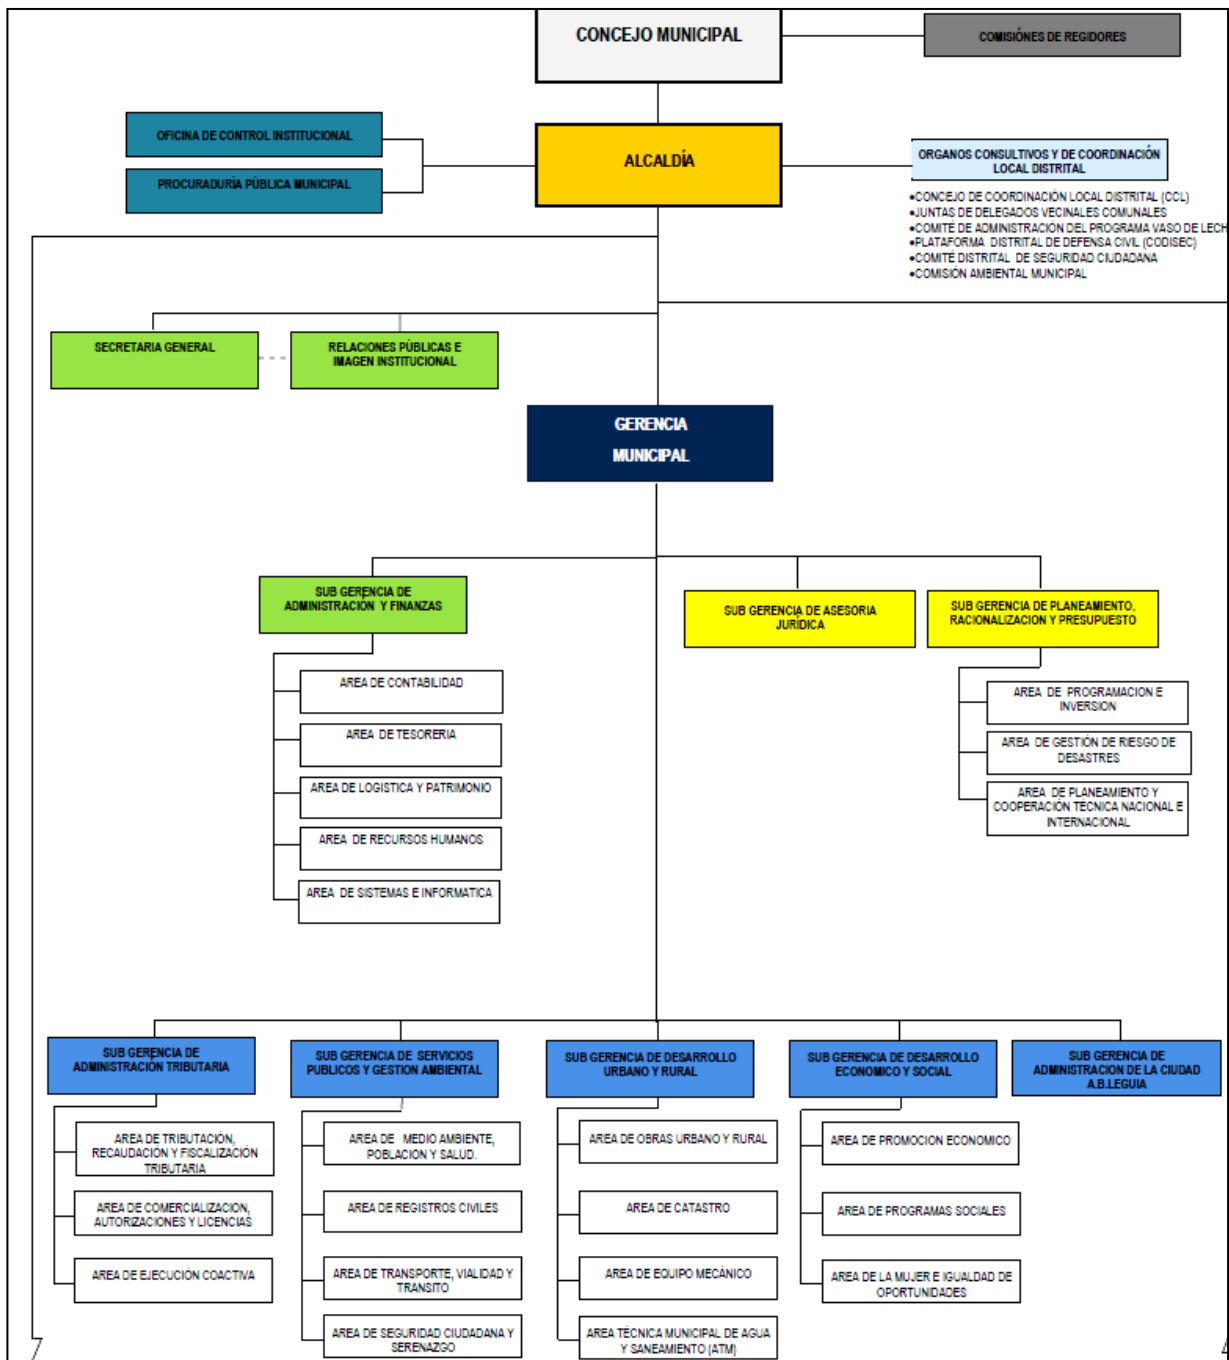 CONCEJO MUNICIPAL
COMISIÓNES DE REGIDORES
OFICINA DE CONTROL INSTITUCIONAL
PROCURADURÍA PÚBLICA MUNICIPAL
ALCALDÍA
ORGANOS CONSULTIVOS Y DE COORDINACIÓN
LOCAL DISTRITAL
•CONCEJO DE COORDINACIÓN LOCAL DISTRITAL (CCL)
•JUNTAS DE DELEGADOS VECINALES COMUNALES
•COMITÉ DE ADMINISTRACIÓN DEL PROGRAMA VASO DE LECH
•PLATAFORMA DISTRITAL DE DEFENSA CIVIL (CODISEC)
•COMITÉ DISTRITAL DE SEGURIDAD CIUDADANA
•COMISIÓN AMBIENTAL MUNICIPAL
SECRETARIA GENERAL
RELACIONES PÚBLICAS E
IMAGEN INSTITUCIONAL
GERENCIA
MUNICIPAL
SUB GERENCIA DE
ADMINISTRACIÓN Y FINANZAS
AREA DE CONTABILIDAD
AREA DE TESORERIA
AREA DE LOGISTICA Y PATRIMONIO
AREA DE RECURSOS HUMANOS
AREA DE SISTEMAS E INFORMATICA
SUB GERENCIA DE ASESORIA
JURÍDICA
SUB GERENCIA DE PLANEAMIENTO,
RACIONALIZACION Y PRESUPUESTO
AREA DE PROGRAMACION E
INVERSION
AREA DE GESTIÓN DE RIESGO DE
DESASTRES
AREA DE PLANEAMIENTO Y
COOPERACIÓN TÉCNICA NACIONAL E
INTERNACIONAL
SUB GERENCIA DE
ADMINISTRACIÓN TRIBUTARIA
AREA DE TRIBUTACIÓN,
RECAUDACIÓN Y FISCALIZACIÓN
TRIBUTARIA
AREA DE COMERCIALIZACION,
AUTORIZACIONES Y LICENCIAS
AREA DE EJECUCIÓN COACTIVA
SUB GERENCIA DE SERVICIOS
PUBLICOS Y GESTION AMBIENTAL
AREA DE MEDIO AMBIENTE,
POBLACION Y SALUD.
AREA DE REGISTROS CIVILES
AREA DE TRANSPORTE, VIALIDAD Y
TRANSITO
AREA DE SEGURIDAD CIUDADANA Y
SERENAZGO
SUB GERENCIA DE DESARROLLO
URBANO Y RURAL
AREA DE OBRAS URBANO Y RURAL
AREA DE CATASTRO
AREA DE EQUIPO MECÁNICO
AREA TÉCNICA MUNICIPAL DE AGUA
Y SANEAMIENTO (ATM)
SUB GERENCIA DE DESARROLLO
ECONOMICO Y SOCIAL
AREA DE PROMOCION ECONOMICO
AREA DE PROGRAMAS SOCIALES
AREA DE LA MUJER E IGUALDAD DE
OPORTUNIDADES
SUB GERENCIA DE
ADMINISTRACION DE LA CIUDAD
A.B.LEGUIA